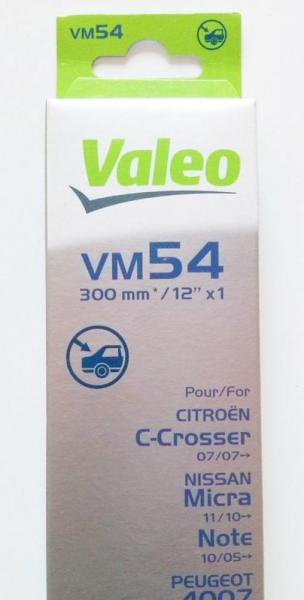 VM54
Valeo
VM54
300 mm*/12” x1
Pour/For
CITROËN
C-Crosser
07/07→
NISSAN
Micra
11/10→
Note
10/05→
PEUGEOT
4007